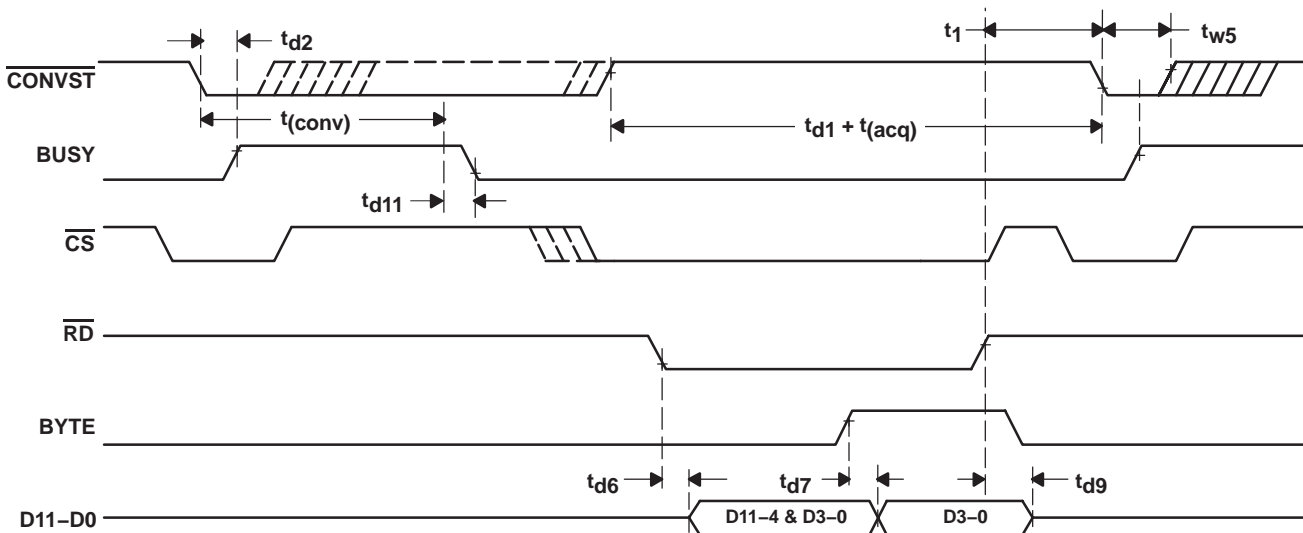 td2
t1
tw5
CONVST
t(conv)
td1 + t(acq)
BUSY
td11
CS
RD
BYTE
td6
td7
td9
D11–D0
D11–4 & D3–0
D3–0